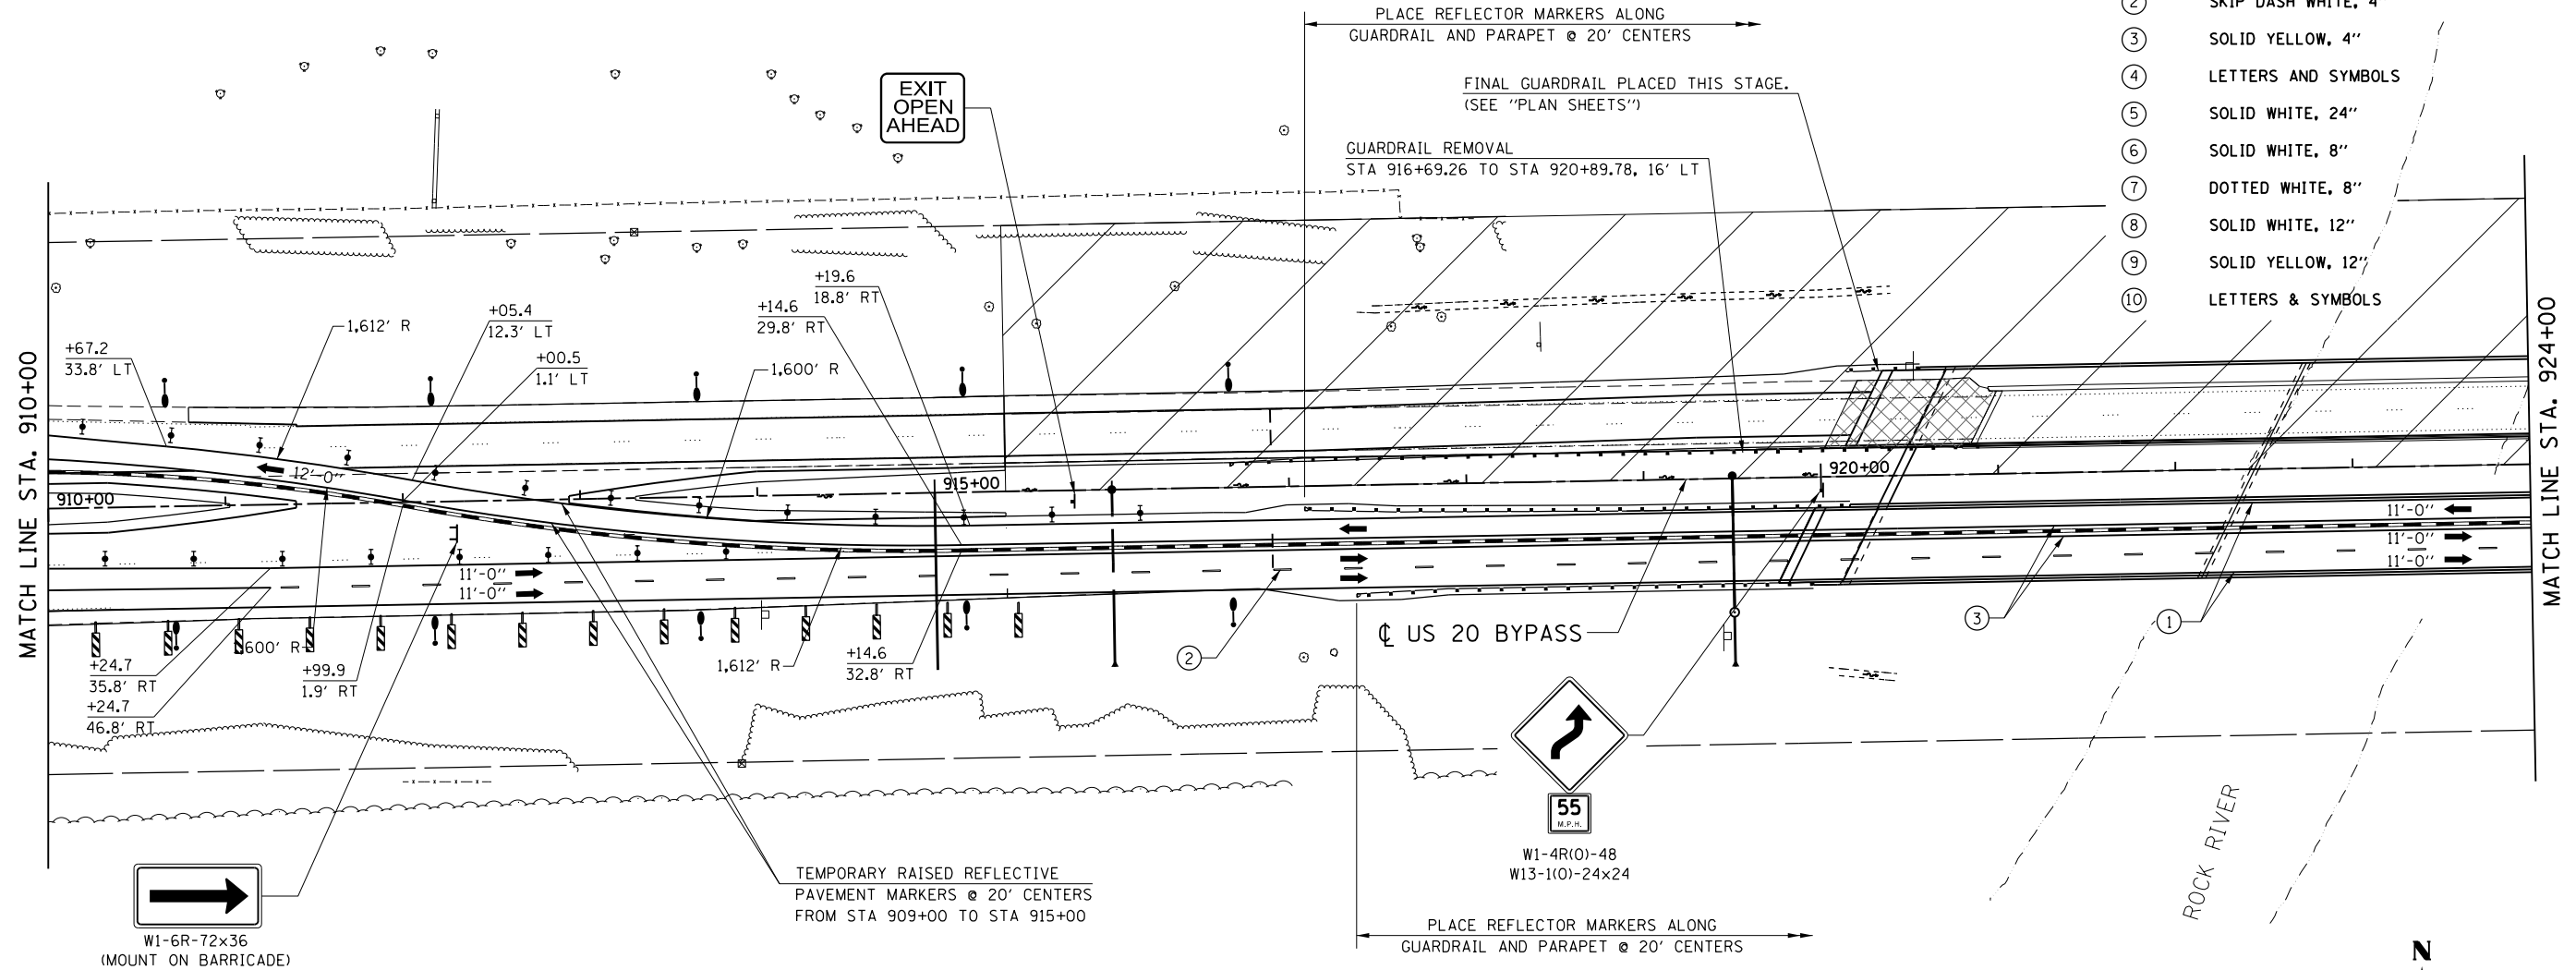 PLACE REFLECTOR MARKERS ALONG
GUARDRAIL AND PARAPET @ 20' CENTERS
② SKIP DASH WHITE, 4"
③ SOLID YELLOW, 4"
④ LETTERS AND SYMBOLS
⑤ SOLID WHITE, 24"
⑥ SOLID WHITE, 8"
⑦ DOTTED WHITE, 8"
⑧ SOLID WHITE, 12"
⑨ SOLID YELLOW, 12"
⑩ LETTERS & SYMBOLS
EXIT
OPEN
AHEAD
FINAL GUARDRAIL PLACED THIS STAGE.
(SEE "PLAN SHEETS")
GUARDRAIL REMOVAL
STA 916+69.26 TO STA 920+89.78, 16' LT
MATCH LINE STA. 910+00
+67.2
33.8' LT
1,612' R
+05.4
12.3' LT
+00.5
1.1' LT
+19.6
18.8' RT
+14.6
29.8' RT
1,600' R
12'-0"
910+00
915+00
920+00
11'-0"
11'-0"
11'-0"
11'-0"
11'-0"
MATCH LINE STA. 924+00
+24.7
35.8' RT
+24.7
46.8' RT
600' R
+99.9
1.9' RT
1,612' R
+14.6
32.8' RT
②
℄ US 20 BYPASS
③
①
55
M.P.H.
W1-4R(O)-48
W13-1(O)-24x24
ROCK RIVER
W1-6R-72x36
(MOUNT ON BARRICADE)
TEMPORARY RAISED REFLECTIVE
PAVEMENT MARKERS @ 20' CENTERS
FROM STA 909+00 TO STA 915+00
PLACE REFLECTOR MARKERS ALONG
GUARDRAIL AND PARAPET @ 20' CENTERS
N